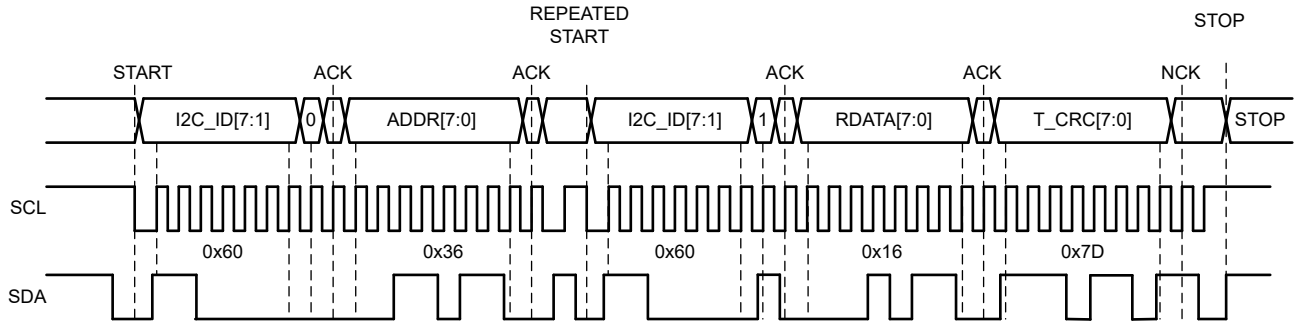 REPEATED
START
STOP
START
ACK
ACK
ACK
ACK
NCK
I2C_ID[7:1]
0
ADDR[7:0]
I2C_ID[7:1]
1
RDATA[7:0]
T_CRC[7:0]
STOP
SCL
0x60
0x36
0x60
0x16
0x7D
SDA